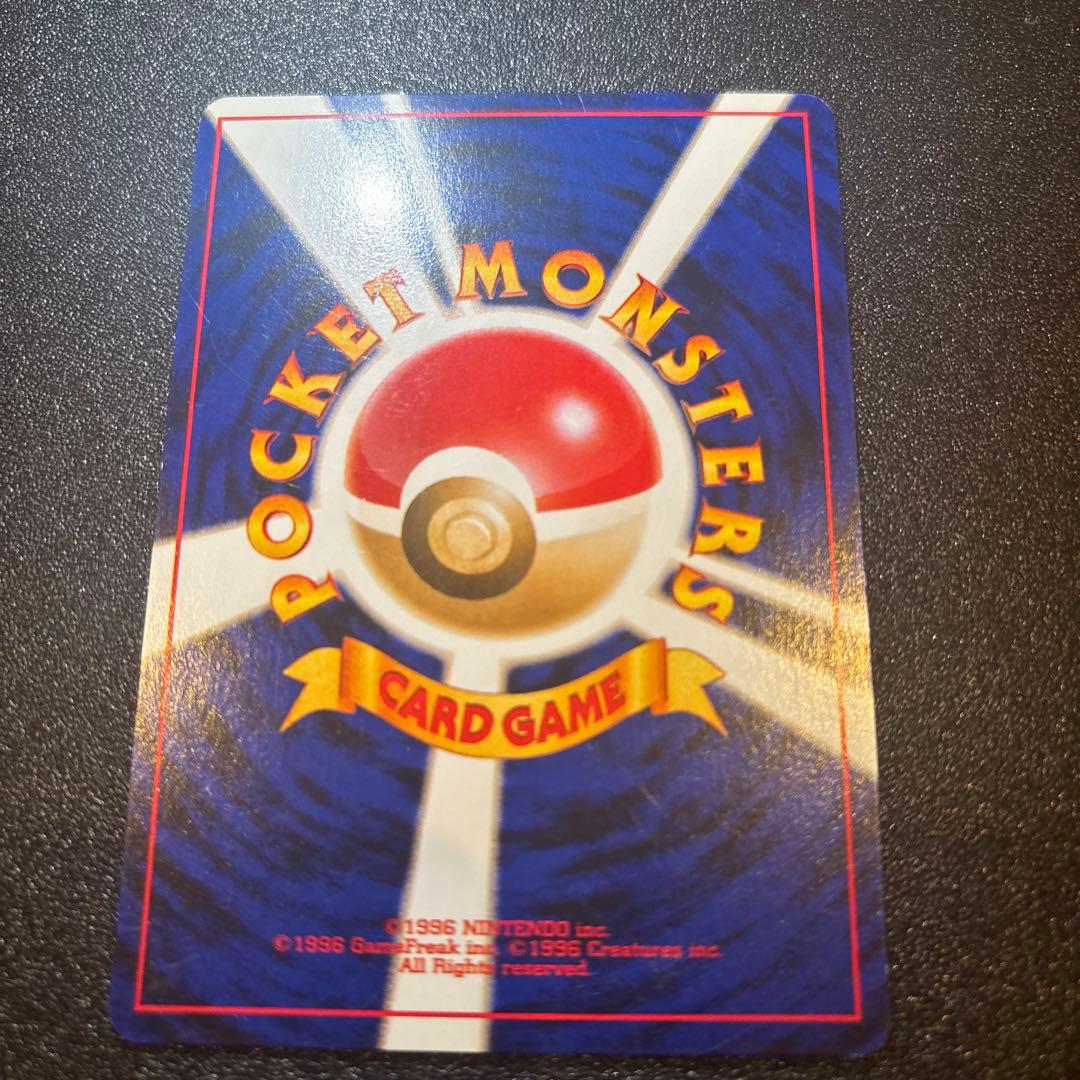 POCKET MONSTERS
CARD GAME
©1996 NINTENDO inc.
©1996 GameFreak inc. ©1996 Creatures inc.
All Rights reserved.